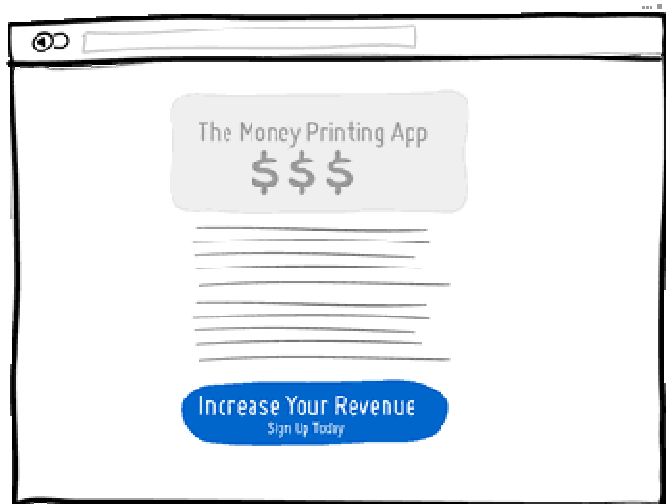 The Money Printing App
$ $ $
Increase Your Revenue
Sign Up Today